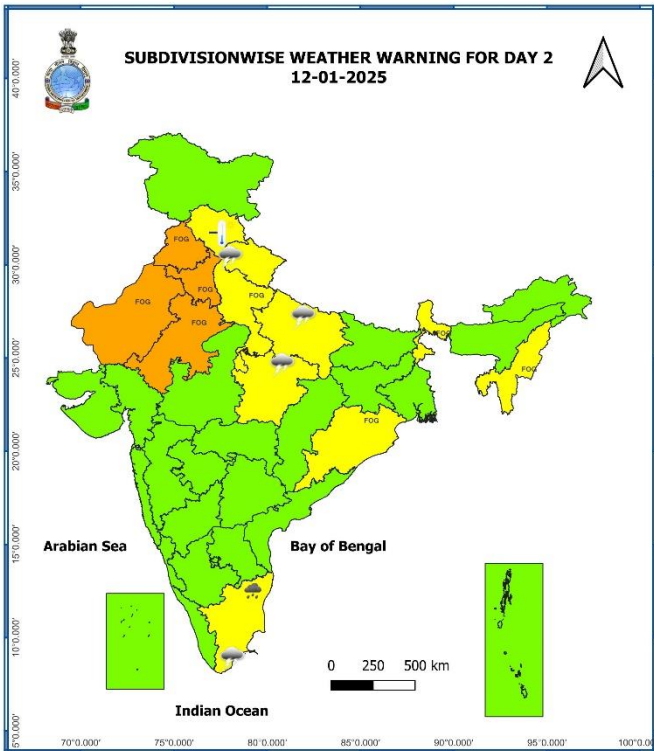 SUBDIVISIONWISE WEATHER WARNING FOR DAY 2
12-01-2025
40°0.000'
35°0.000'
30°0.000'
25°0.000'
20°0.000'
15°0.000'
10°0.000'
5°0.000'
FOG
FOG
FOG
FOG
FOG
FOG
FOG
FOG
Arabian Sea
Bay of Bengal
0 250 500 km
Indian Ocean
70°0.000' 75°0.000' 80°0.000' 85°0.000' 90°0.000' 95°0.000' 100°0.0